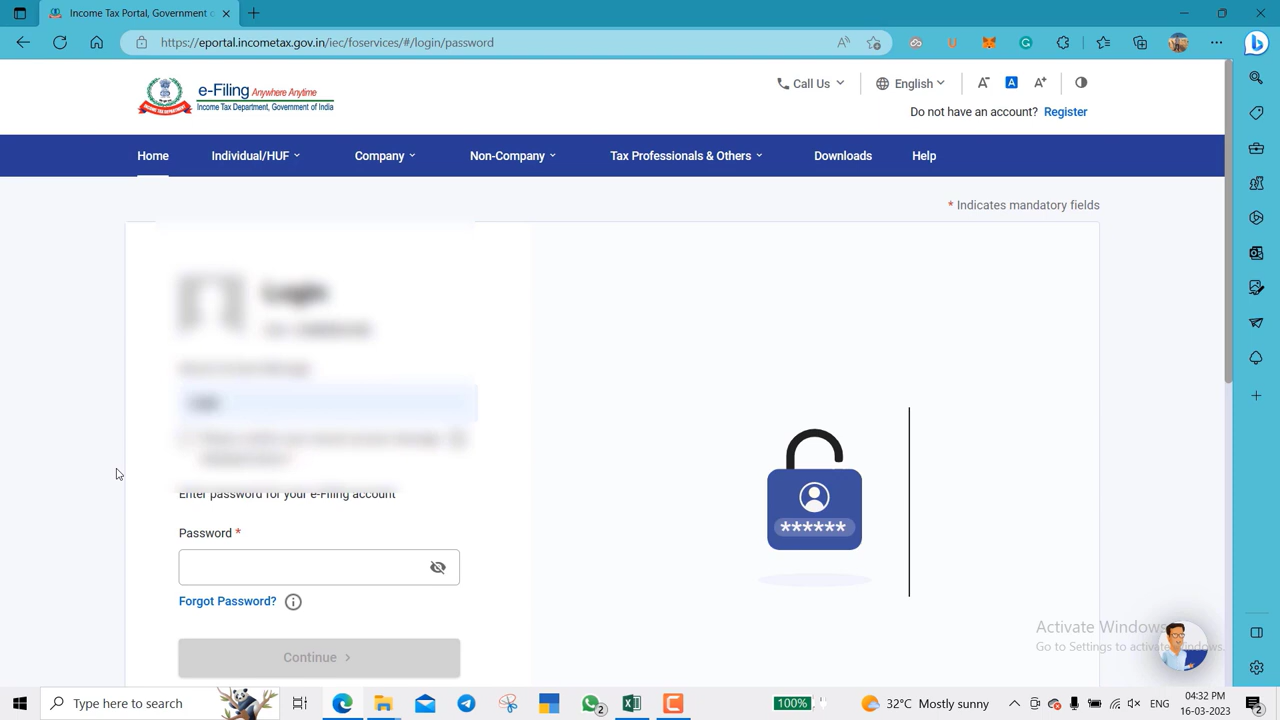 Income Tax Portal, Government of
https://eportal.incometax.gov.in/iec/foservices/#/login/password
e-Filing Anywhere Anytime
Income Tax Department, Government of India
Call Us
English
A-
A
A+
Do not have an account? Register
Home
Individual/HUF
Company
Non-Company
Tax Professionals & Others
Downloads
Help
* Indicates mandatory fields
Login
Enter password for your e-Filing account
Password *
******
Forgot Password?
Continue >
Activate Windows
Go to Settings to activate Windows.
Type here to search
2
100%
32°C Mostly sunny
ENG
04:32 PM
16-03-2023
2